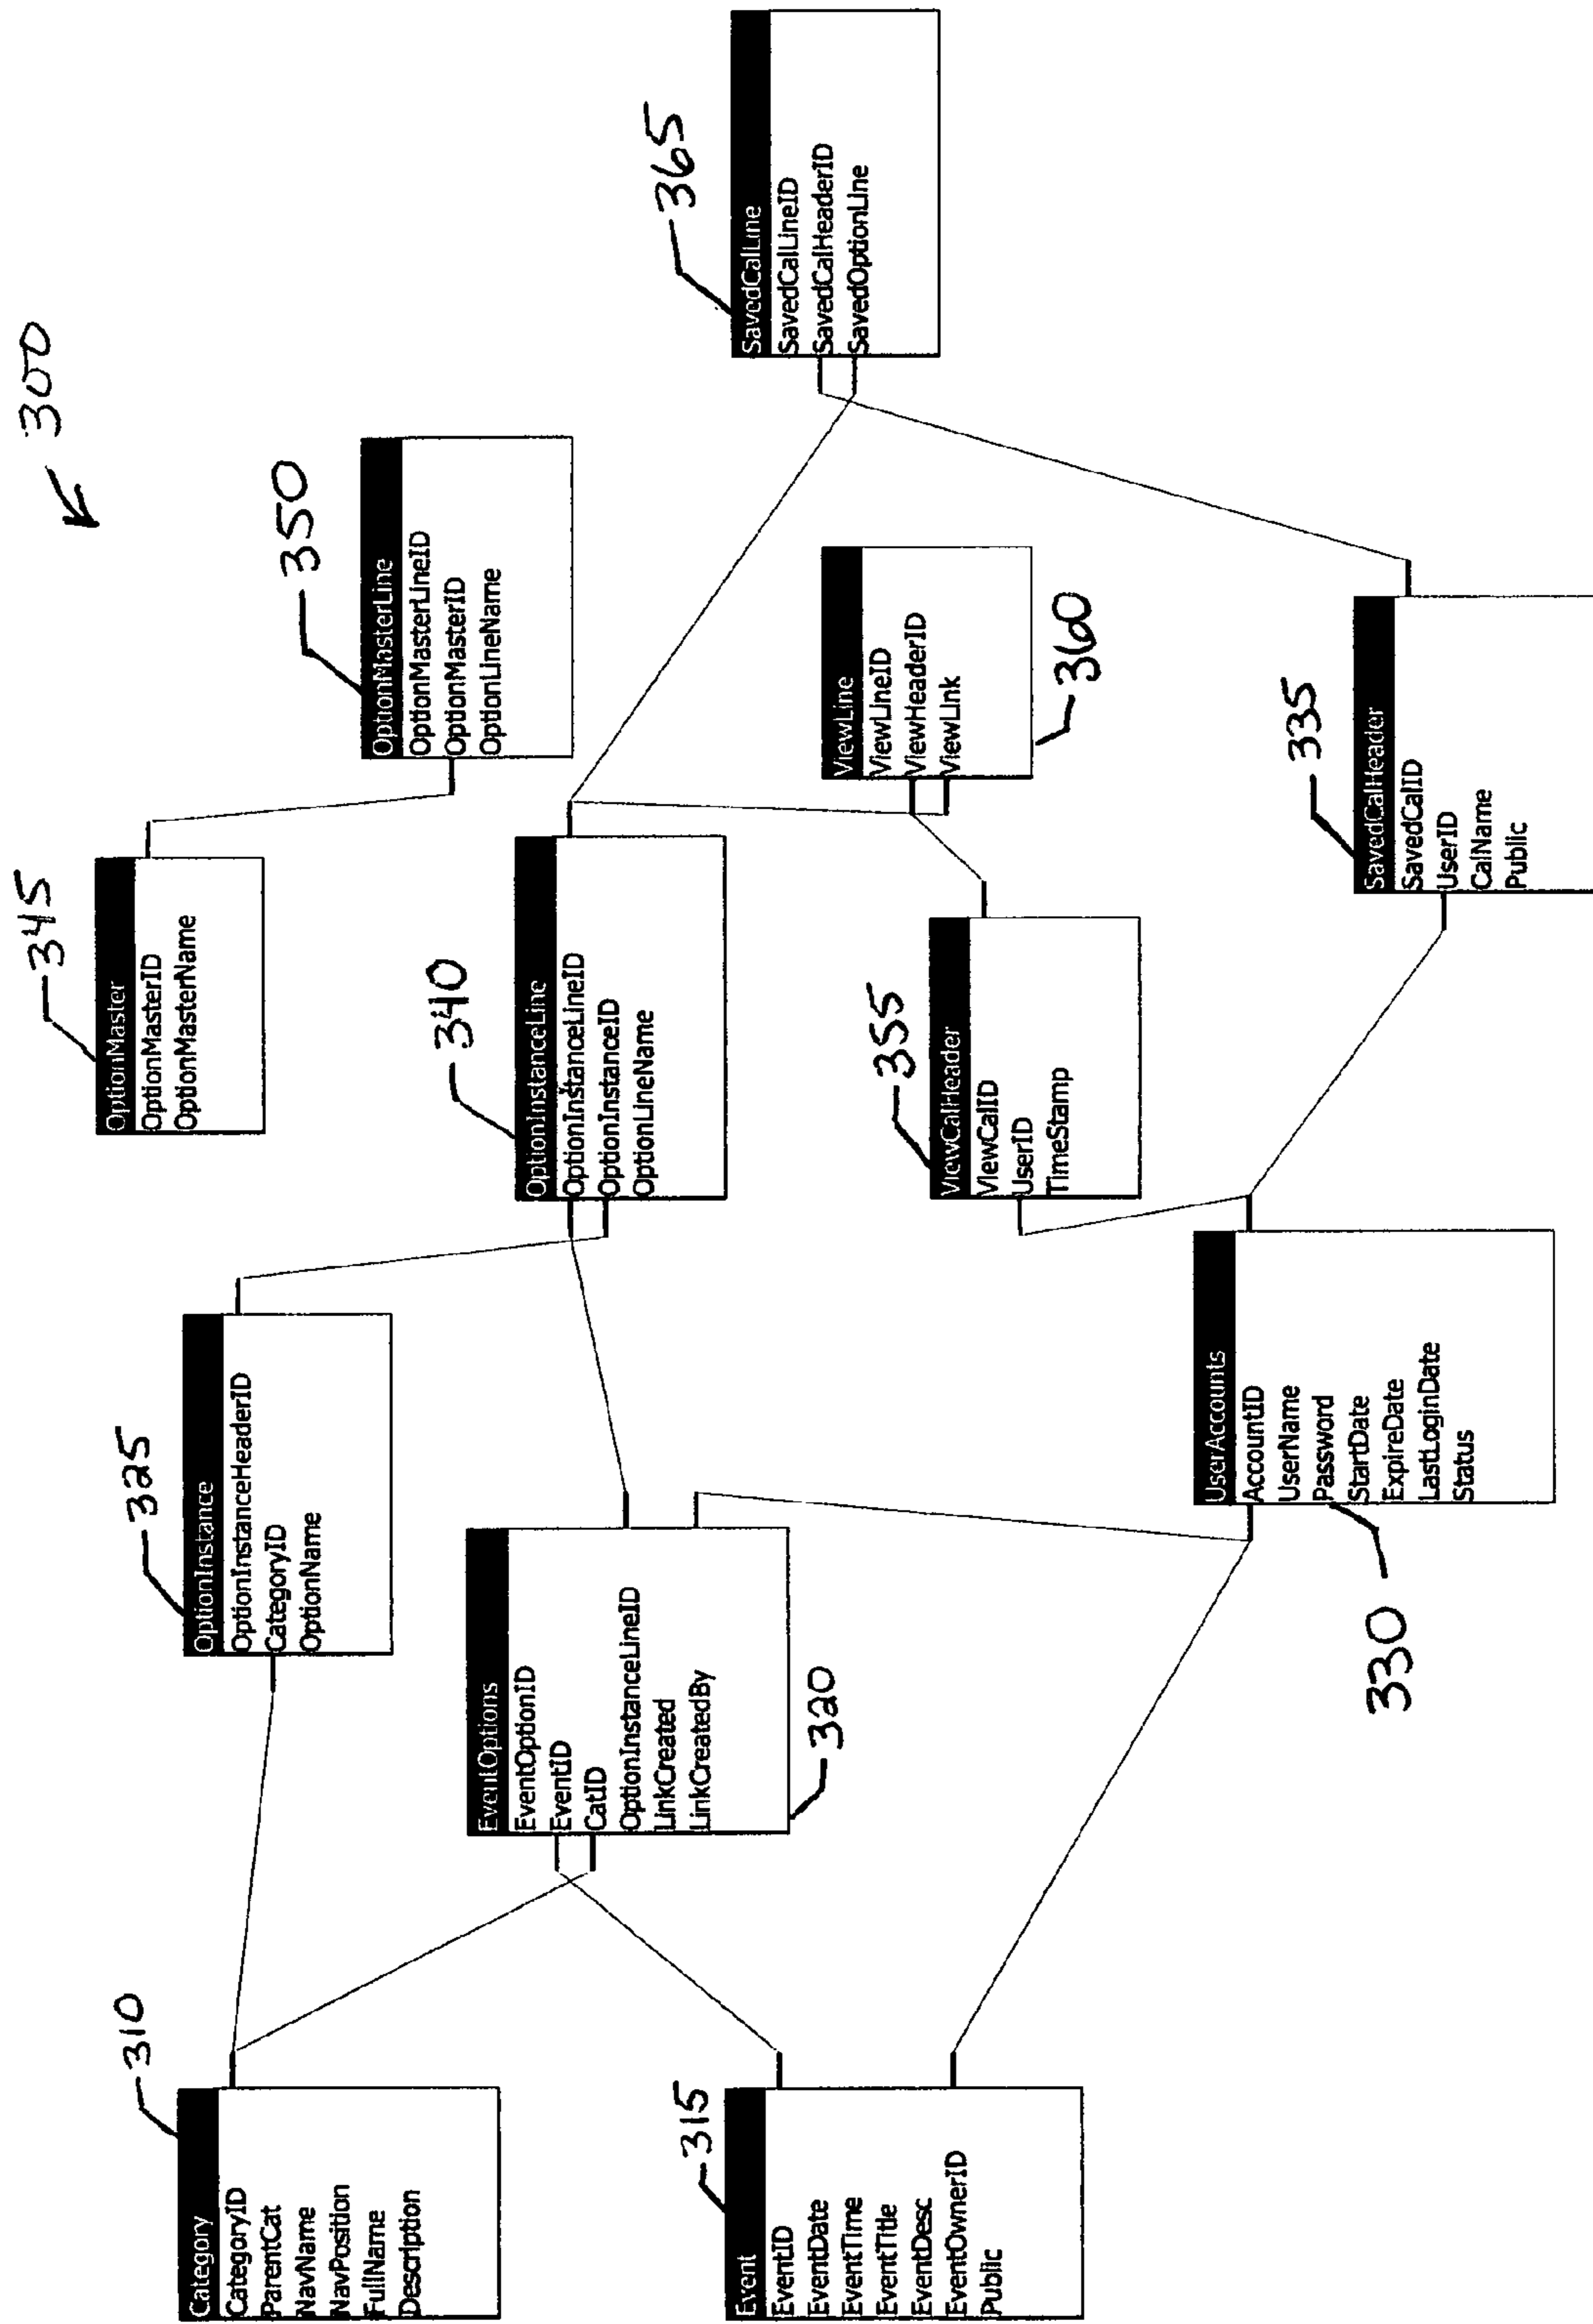 300
310
Category
CategoryID
ParentCat
NavName
NavPosition
FullName
Description
325
OptionInstance
OptionInstanceHeaderID
CategoryID
OptionName
345
OptionMaster
OptionMasterID
OptionMasterName
350
OptionMasterLine
OptionMasterLineID
OptionMasterID
OptionLineName
315
Event
EventID
EventDate
EventTime
EventTitle
EventDesc
EventOwnerID
Public
EventOptions
EventOptionID
EventID
CatID
OptionInstanceLineID
LinkCreated
LinkCreatedBy
320
340
OptionInstanceLine
OptionInstanceLineID
OptionInstanceID
OptionLineName
365
SavedCalLine
SavedCalLineID
SavedCalHeaderID
SavedOptionLine
355
ViewCalHeader
ViewCalID
UserID
TimeStamp
ViewLine
ViewLineID
ViewHeaderID
ViewLink
360
UserAccounts
AccountID
UserName
Password
StartDate
ExpireDate
LastLoginDate
Status
330
335
SavedCalHeader
SavedCalID
UserID
CalName
Public